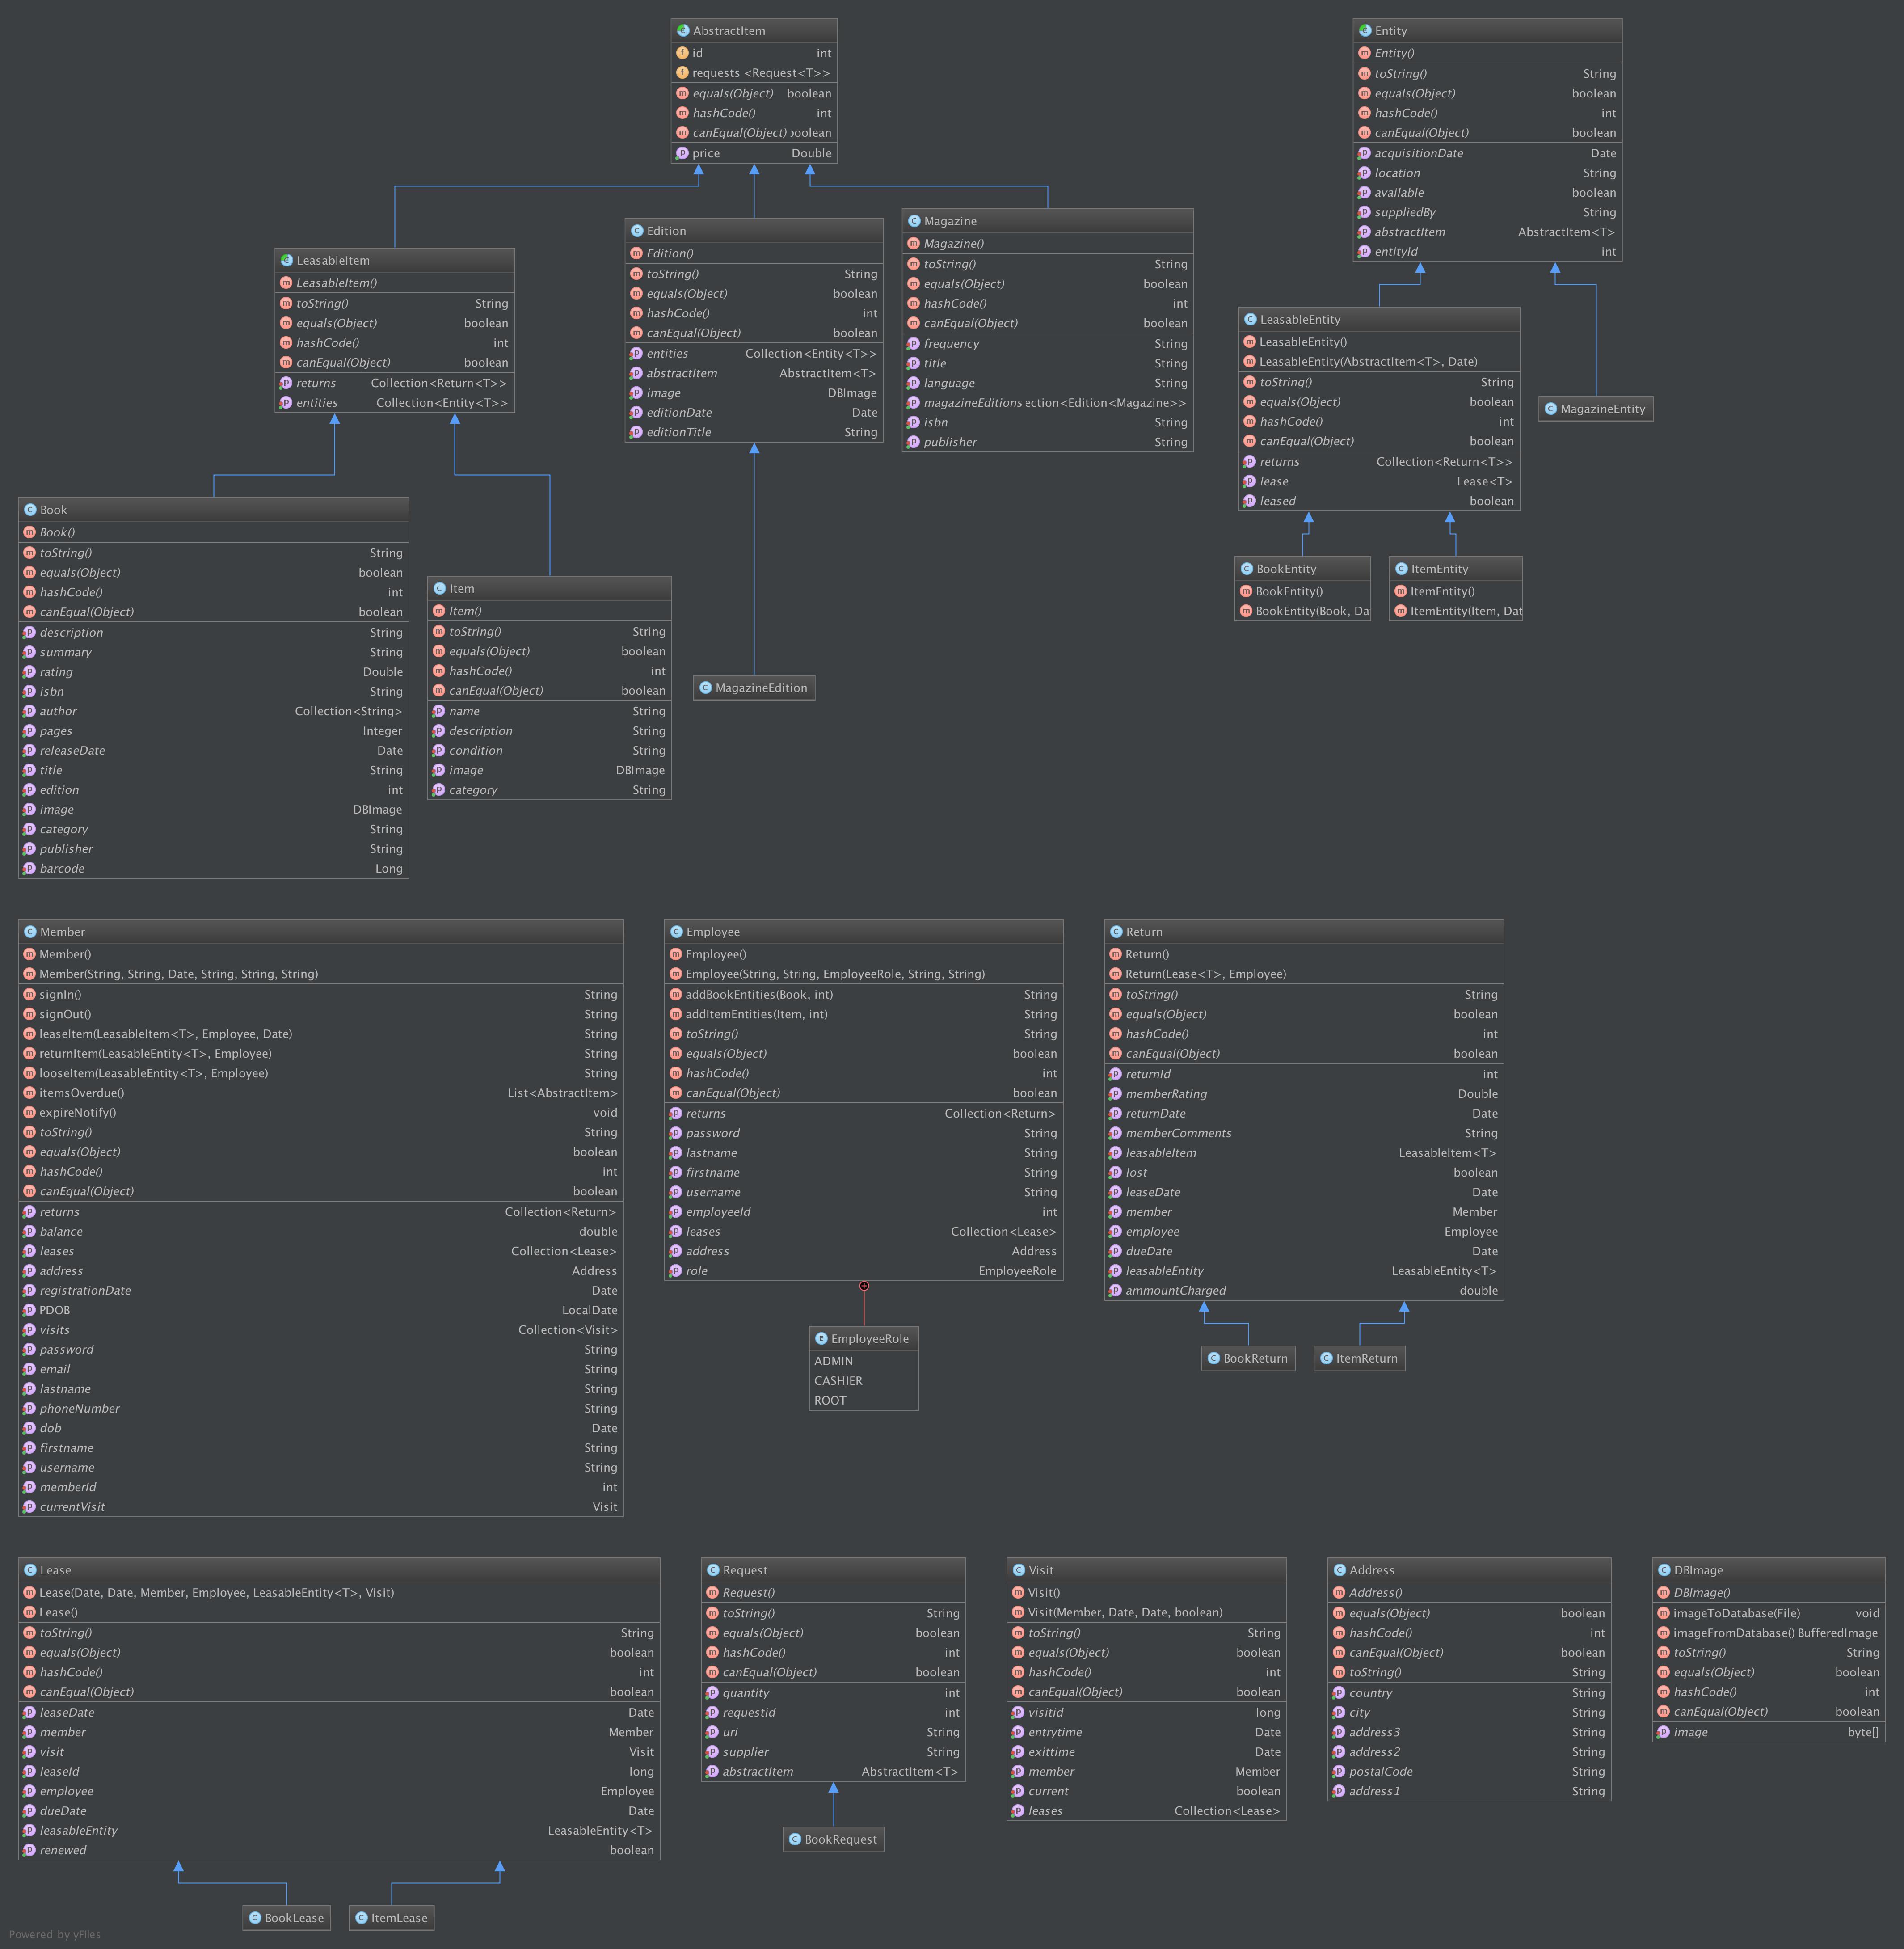 AbstractItem
id int
requests <Request<T>>
equals(Object) boolean
hashCode() int
canEqual(Object) boolean
price Double
Entity
Entity()
toString() String
equals(Object) boolean
hashCode() int
canEqual(Object) boolean
acquisitionDate Date
location String
available boolean
suppliedBy String
abstractItem AbstractItem<T>
entityId int
LeasableItem
LeasableItem()
toString() String
equals(Object) boolean
hashCode() int
canEqual(Object) boolean
returns Collection<Return<T>>
entities Collection<Entity<T>>
Edition
Edition()
toString() String
equals(Object) boolean
hashCode() int
canEqual(Object) boolean
entities Collection<Entity<T>>
abstractItem AbstractItem<T>
image DBImage
editionDate Date
editionTitle String
Magazine
Magazine()
toString() String
equals(Object) boolean
hashCode() int
canEqual(Object) boolean
frequency String
title String
language String
magazineEditions ection<Edition<Magazine>>
isbn String
publisher String
LeasableEntity
LeasableEntity()
LeasableEntity(AbstractItem<T>, Date)
toString() String
equals(Object) boolean
hashCode() int
canEqual(Object) boolean
returns Collection<Return<T>>
lease Lease<T>
leased boolean
MagazineEntity
Book
Book()
toString() String
equals(Object) boolean
hashCode() int
canEqual(Object) boolean
description String
summary String
rating Double
isbn String
author Collection<String>
pages Integer
releaseDate Date
title String
edition int
image DBImage
category String
publisher String
barcode Long
Item
Item()
toString() String
equals(Object) boolean
hashCode() int
canEqual(Object) boolean
name String
description String
condition String
image DBImage
category String
MagazineEdition
BookEntity
BookEntity()
BookEntity(Book, Da
ItemEntity
ItemEntity()
ItemEntity(Item, Dat
Member
Member()
Member(String, String, Date, String, String, String)
signIn() String
signOut() String
leaseItem(LeasableItem<T>, Employee, Date) String
returnItem(LeasableEntity<T>, Employee) String
looseItem(LeasableEntity<T>, Employee) String
itemsOverdue() List<AbstractItem>
expireNotify() void
toString() String
equals(Object) boolean
hashCode() int
canEqual(Object) boolean
returns Collection<Return>
balance double
leases Collection<Lease>
address Address
registrationDate Date
PDOB LocalDate
visits Collection<Visit>
password String
email String
lastname String
phoneNumber String
dob Date
firstname String
username String
memberId int
currentVisit Visit
Employee
Employee()
Employee(String, String, EmployeeRole, String, String)
addBookEntities(Book, int) String
addItemEntities(Item, int) String
toString() String
equals(Object) boolean
hashCode() int
canEqual(Object) boolean
returns Collection<Return>
password String
lastname String
firstname String
username String
employeeId int
leases Collection<Lease>
address Address
role EmployeeRole
EmployeeRole
ADMIN
CASHIER
ROOT
Return
Return()
Return(Lease<T>, Employee)
toString() String
equals(Object) boolean
hashCode() int
canEqual(Object) boolean
returnId int
memberRating Double
returnDate Date
memberComments String
leasableItem LeasableItem<T>
lost boolean
leaseDate Date
member Member
employee Employee
dueDate Date
leasableEntity LeasableEntity<T>
ammountCharged double
BookReturn
ItemReturn
Lease
Lease(Date, Date, Member, Employee, LeasableEntity<T>, Visit)
Lease()
toString() String
equals(Object) boolean
hashCode() int
canEqual(Object) boolean
leaseDate Date
member Member
visit Visit
leaseId long
employee Employee
dueDate Date
leasableEntity LeasableEntity<T>
renewed boolean
BookLease
ItemLease
Request
Request()
toString() String
equals(Object) boolean
hashCode() int
canEqual(Object) boolean
quantity int
requestid int
uri String
supplier String
abstractItem AbstractItem<T>
BookRequest
Visit
Visit()
Visit(Member, Date, Date, boolean)
toString() String
equals(Object) boolean
hashCode() int
canEqual(Object) boolean
visitid long
entrytime Date
exittime Date
member Member
current boolean
leases Collection<Lease>
Address
Address()
equals(Object) boolean
hashCode() int
canEqual(Object) boolean
toString() String
country String
city String
address3 String
address2 String
postalCode String
address1 String
DBImage
DBImage()
imageToDatabase(File) void
imageFromDatabase() BufferedImage
toString() String
equals(Object) boolean
hashCode() int
canEqual(Object) boolean
image byte[]
Powered by yFiles